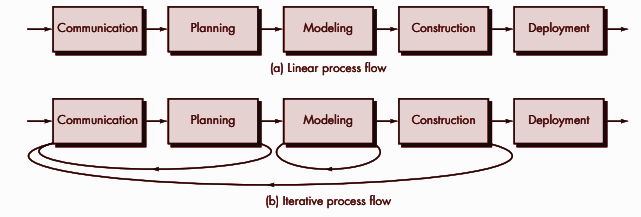 Communication Planning Modeling Construction Deployment
(a) Linear process flow
Communication Planning Modeling Construction Deployment
(b) Iterative process flow